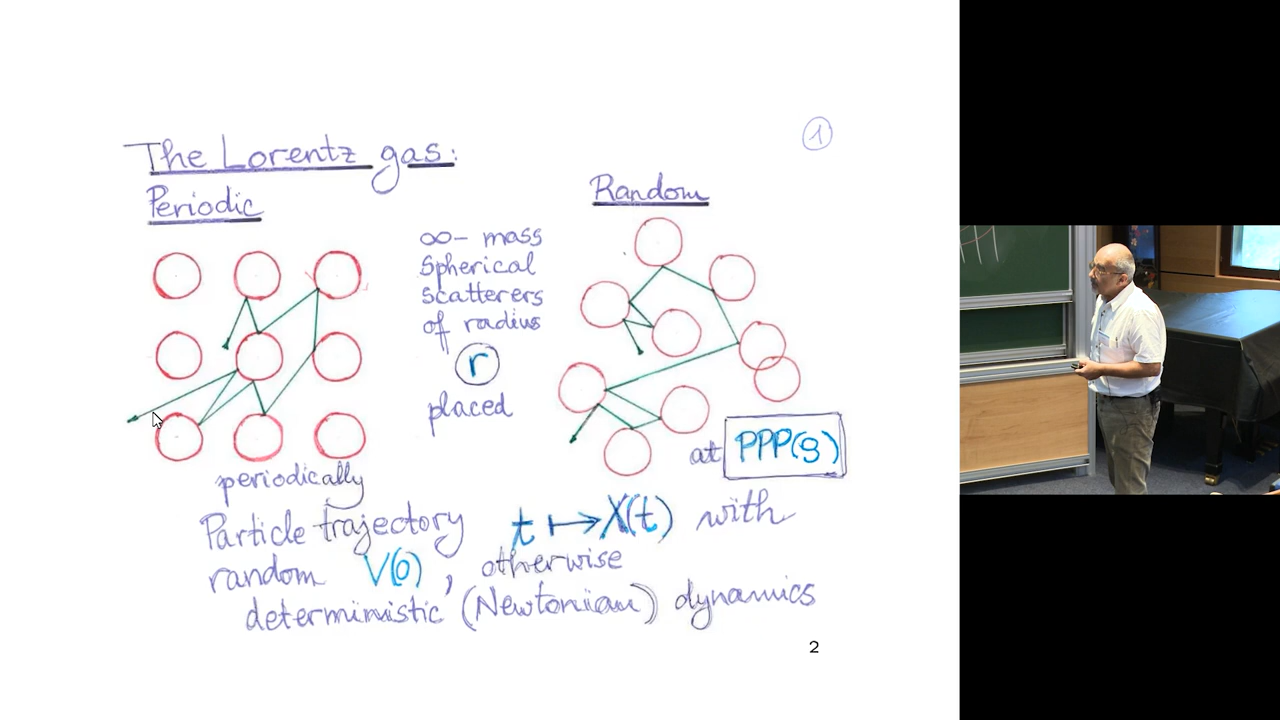 1
The Lorentz gas:
Periodic
Random
∞- mass
spherical
scatterers
of radius
r
placed
at PPP(ϱ)
periodically
Particle trajectory t ↦ X(t) with
random V(0), otherwise
deterministic (Newtonian) dynamics
2